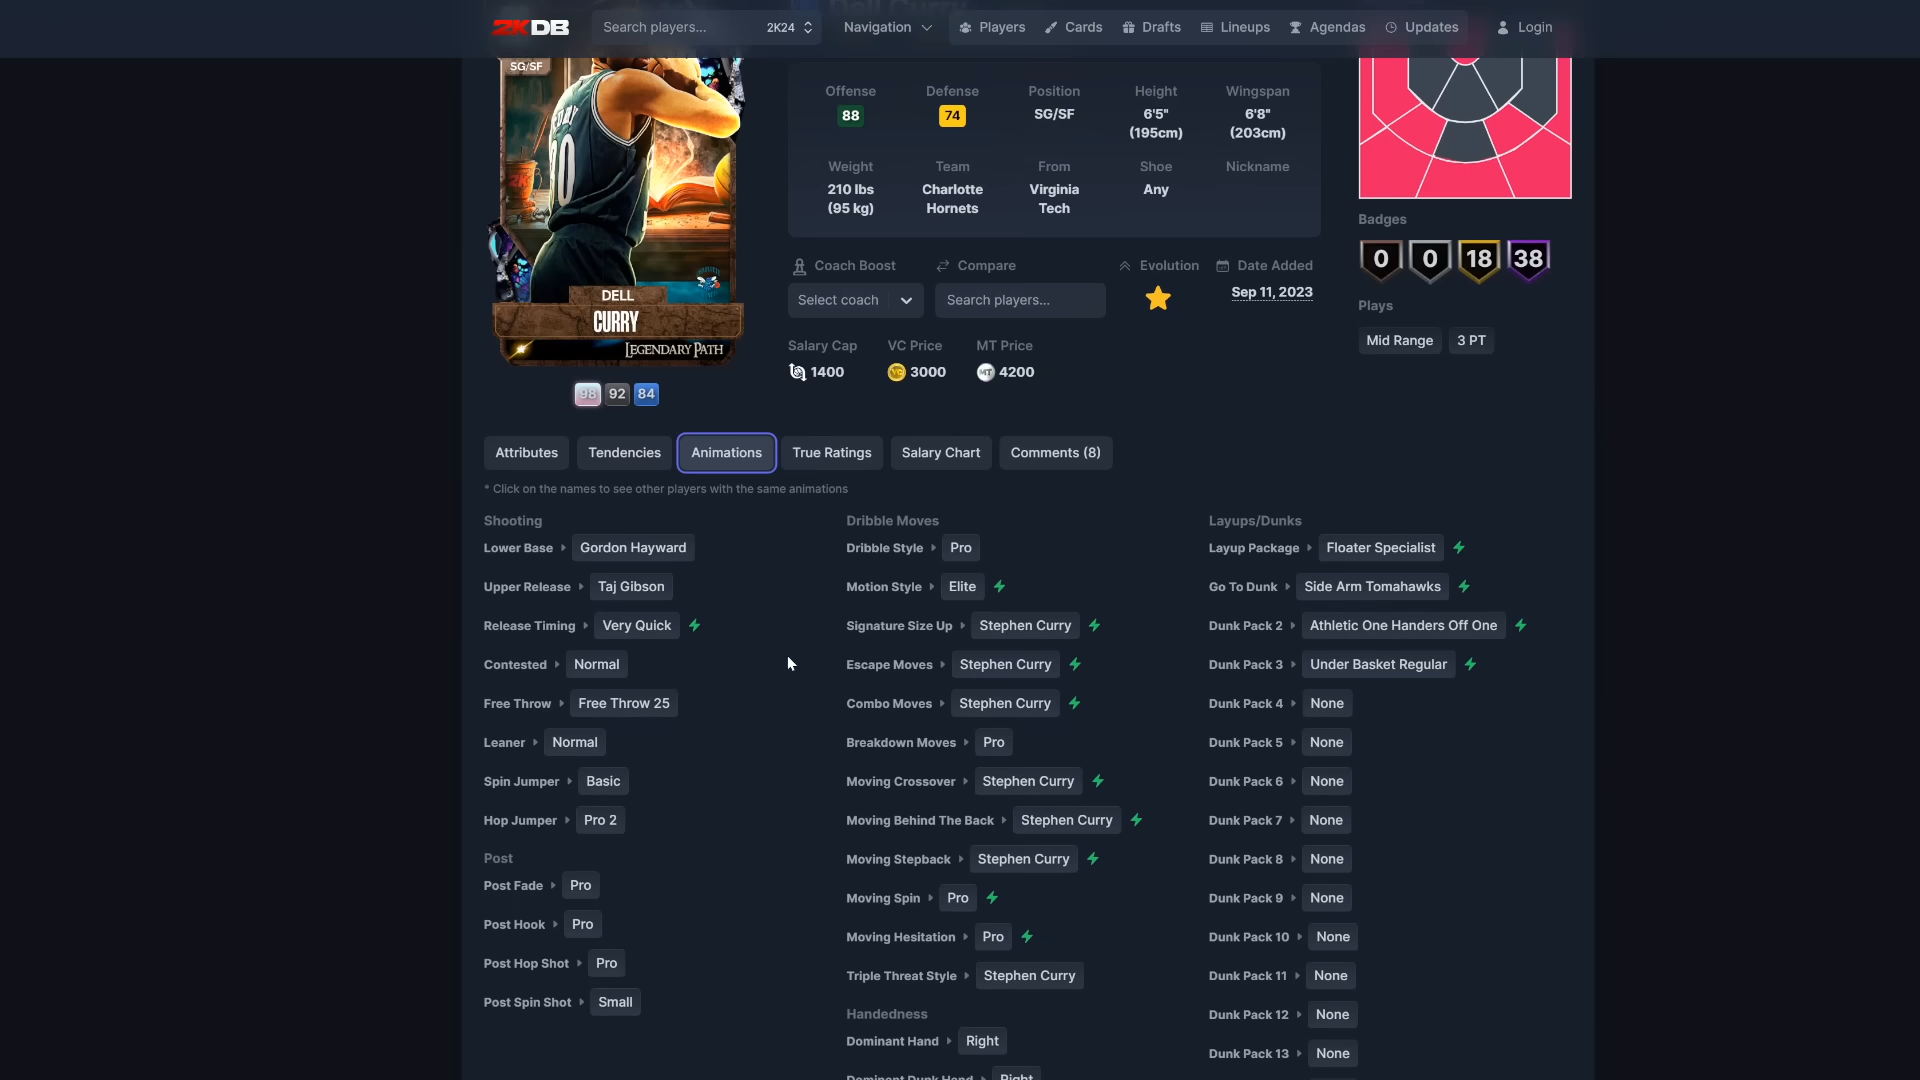 2KDB
Search players...
2K24
Navigation
Players
Cards
Drafts
Lineups
Agendas
Updates
Login
SG/SF
DELL
CURRY
LEGENDARY PATH
98 92 84
Offense
88
Defense
74
Position
SG/SF
Height
6'5"
(195cm)
Wingspan
6'8"
(203cm)
Weight
210 lbs
(95 kg)
Team
Charlotte
Hornets
From
Virginia
Tech
Shoe
Any
Nickname
Coach Boost
Select coach
Compare
Search players...
Evolution
Date Added
Sep 11, 2023
Salary Cap
1400
VC Price
VC 3000
MT Price
MT 4200
Badges
0 0 18 38
Plays
Mid Range
3 PT
Attributes
Tendencies
Animations
True Ratings
Salary Chart
Comments (8)
* Click on the names to see other players with the same animations
Shooting
Lower Base Gordon Hayward
Upper Release Taj Gibson
Release Timing Very Quick
Contested Normal
Free Throw Free Throw 25
Leaner Normal
Spin Jumper Basic
Hop Jumper Pro 2
Post
Post Fade Pro
Post Hook Pro
Post Hop Shot Pro
Post Spin Shot Small
Dribble Moves
Dribble Style Pro
Motion Style Elite
Signature Size Up Stephen Curry
Escape Moves Stephen Curry
Combo Moves Stephen Curry
Breakdown Moves Pro
Moving Crossover Stephen Curry
Moving Behind The Back Stephen Curry
Moving Stepback Stephen Curry
Moving Spin Pro
Moving Hesitation Pro
Triple Threat Style Stephen Curry
Handedness
Dominant Hand Right
Dominant Dunk Hand Right
Layups/Dunks
Layup Package Floater Specialist
Go To Dunk Side Arm Tomahawks
Dunk Pack 2 Athletic One Handers Off One
Dunk Pack 3 Under Basket Regular
Dunk Pack 4 None
Dunk Pack 5 None
Dunk Pack 6 None
Dunk Pack 7 None
Dunk Pack 8 None
Dunk Pack 9 None
Dunk Pack 10 None
Dunk Pack 11 None
Dunk Pack 12 None
Dunk Pack 13 None